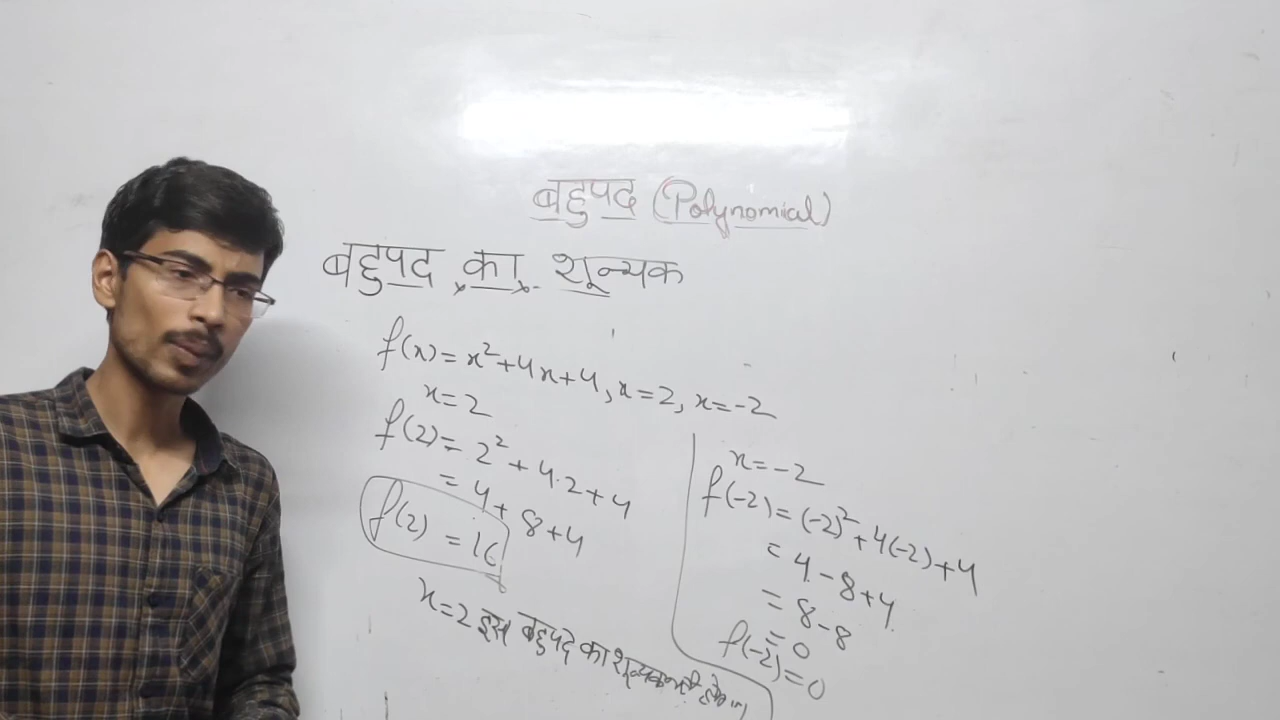 बहुपद (Polynomial)
बहुपद का शून्यक
f(x) = x²+4x+4, x=2, x=-2
x=2
f(2) = 2² + 4·2 + 4
= 4 + 8 + 4
f(2) = 16
x=2 इस बहुपद का शून्यक नहीं होगा
x=-2
f(-2) = (-2)² + 4(-2) + 4
= 4 - 8 + 4
= 8 - 8
= 0
f(-2) = 0